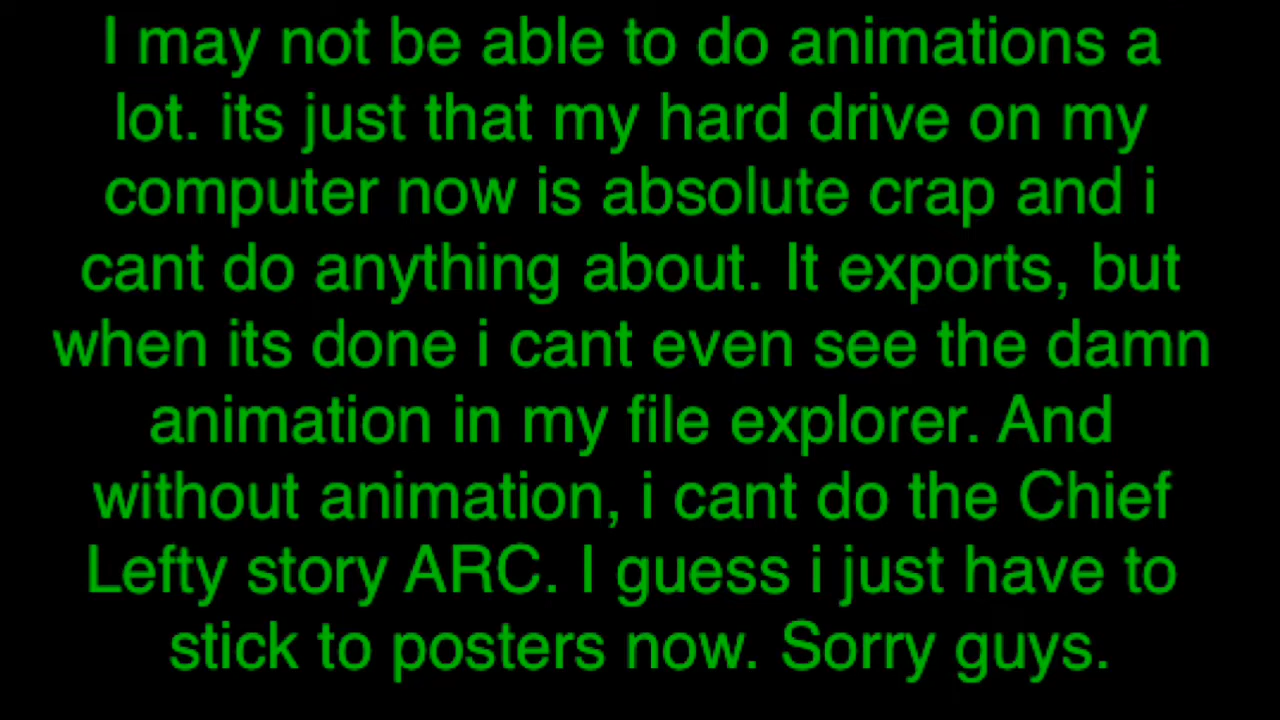 I may not be able to do animations a
lot. its just that my hard drive on my
computer now is absolute crap and i
cant do anything about. It exports, but
when its done i cant even see the damn
animation in my file explorer. And
without animation, i cant do the Chief
Lefty story ARC. I guess i just have to
stick to posters now. Sorry guys.